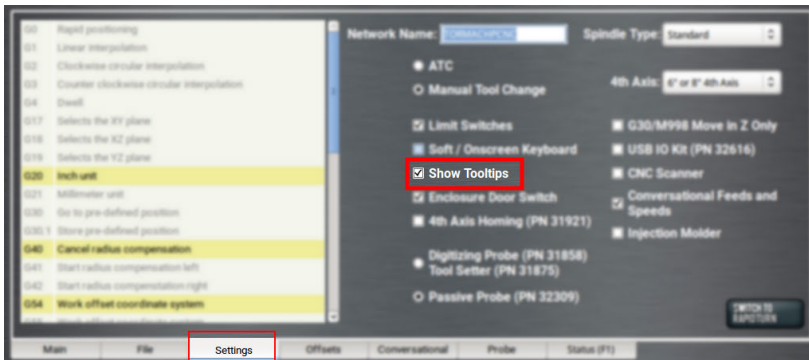 G0 Rapid positioning
G1 Linear interpolation
G2 Clockwise circular interpolation
G3 Counter clockwise circular interpolation
G4 Dwell
G17 Selects the XY plane
G18 Selects the XZ plane
G19 Selects the YZ plane
G20 Inch unit
G21 Millimeter unit
G30 Go to pre-defined position
G30.1 Store pre-defined position
G40 Cancel radius compensation
G41 Start radius compensation left
G42 Start radius compenstation right
G54 Work offset coordinate system
Network Name: TORMACHPCNC
Spindle Type: Standard
ATC
Manual Tool Change
4th Axis: 6" or 8" 4th Axis
Limit Switches
Soft / Onscreen Keyboard
Show Tooltips
Enclosure Door Switch
4th Axis Homing (PN 31921)
Digitizing Probe (PN 31858)
Tool Setter (PN 31875)
Passive Probe (PN 32309)
G30/M998 Move in Z Only
USB IO Kit (PN 32616)
CNC Scanner
Conversational Feeds and
Speeds
Injection Molder
SWITCH TO
RAPIDTURN
Main File Settings Offsets Conversational Probe Status (F1)